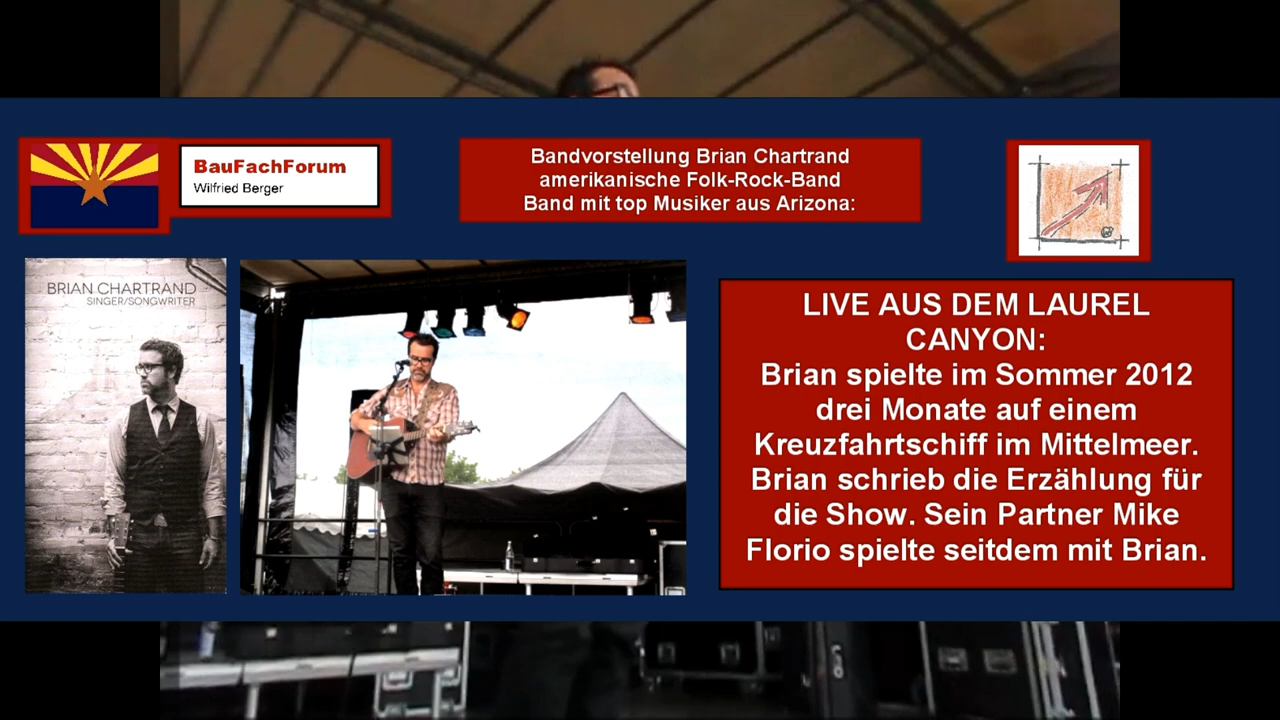 BauFachForum
Wilfried Berger
Bandvorstellung Brian Chartrand
amerikanische Folk-Rock-Band
Band mit top Musiker aus Arizona:
BRIAN CHARTRAND
SINGER/SONGWRITER
LIVE AUS DEM LAUREL
CANYON:
Brian spielte im Sommer 2012
drei Monate auf einem
Kreuzfahrtschiff im Mittelmeer.
Brian schrieb die Erzählung für
die Show. Sein Partner Mike
Florio spielte seitdem mit Brian.